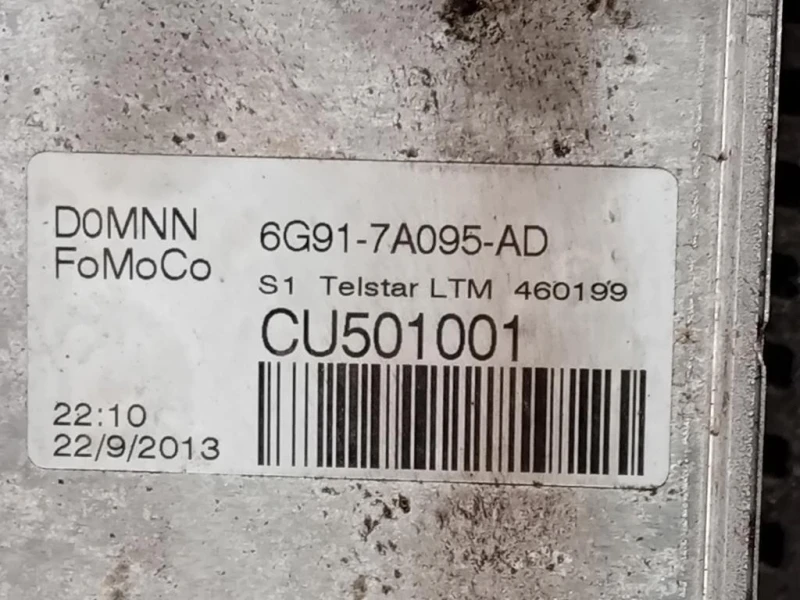 D0MNN 6G91-7A095-AD
FoMoCo S1 Telstar LTM 460199
CU501001
22:10
22/9/2013